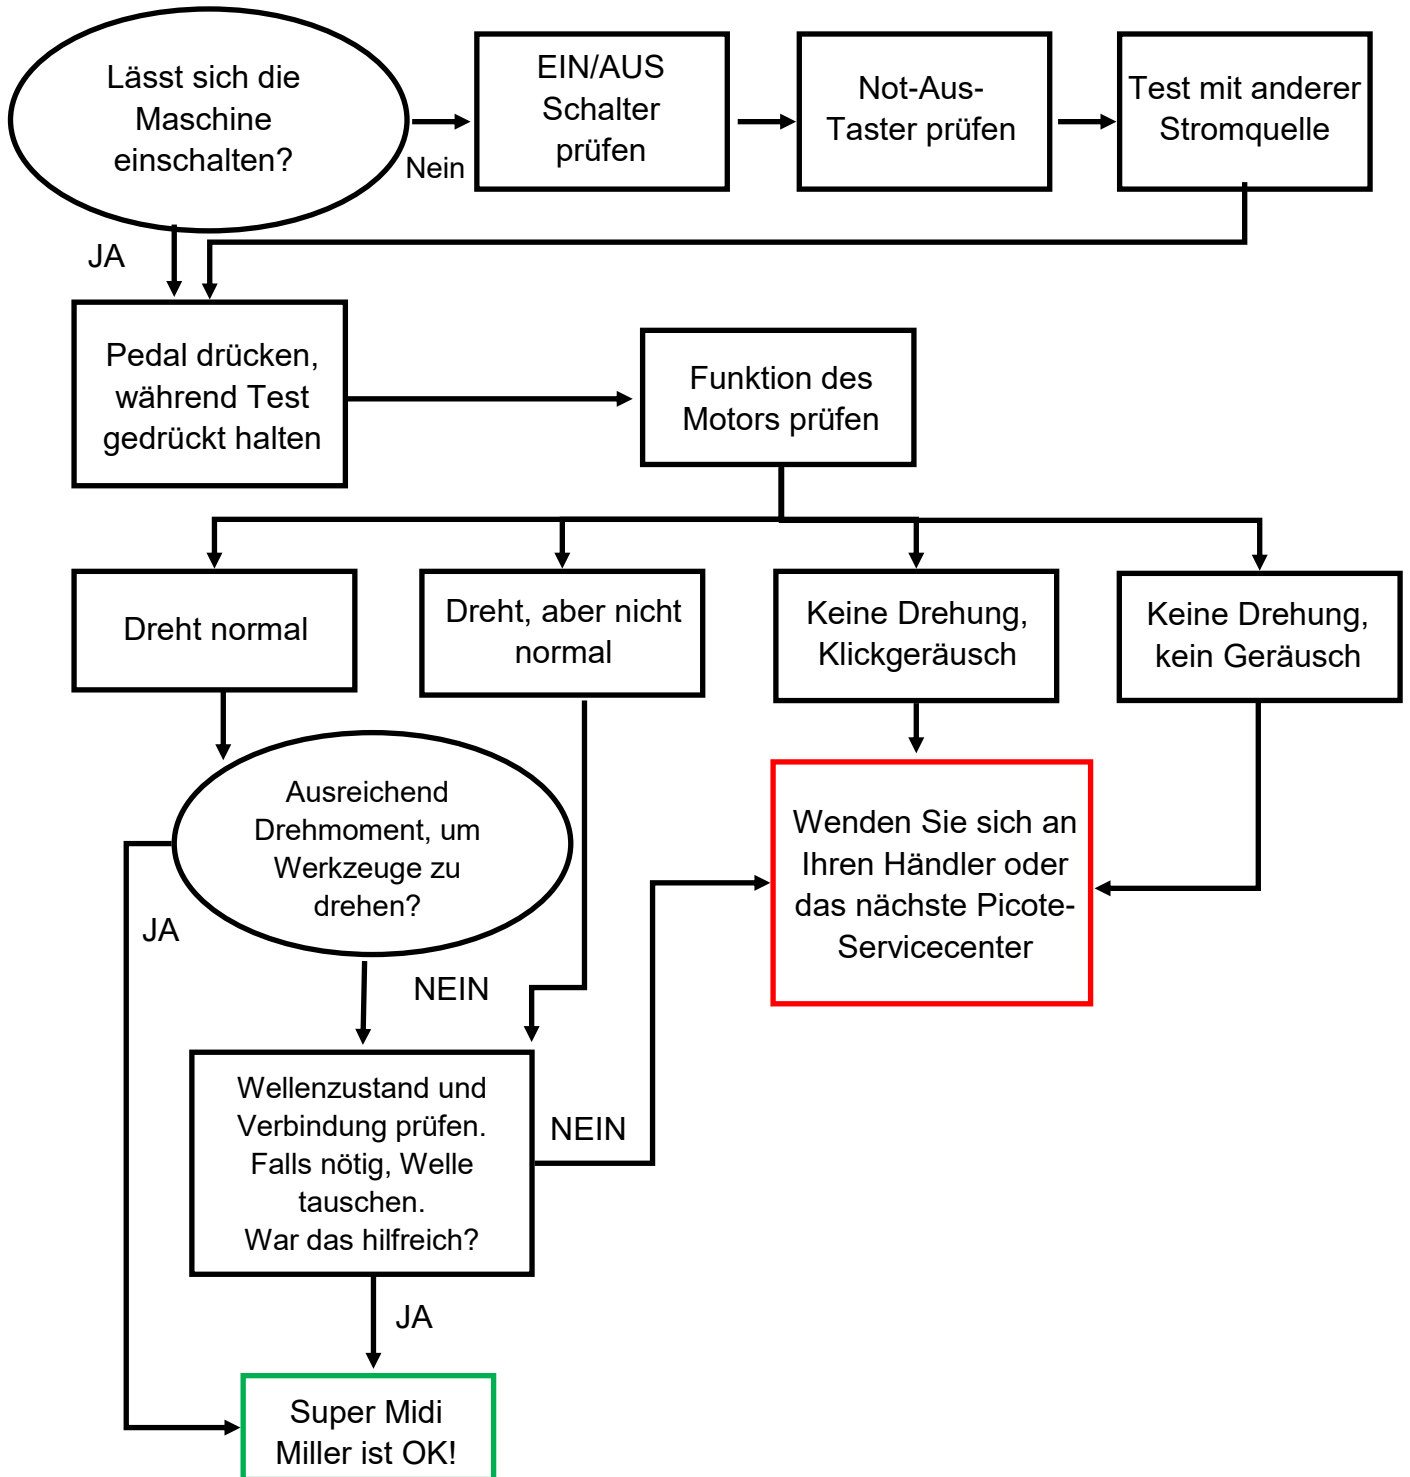 Lässt sich die
Maschine
einschalten?
Nein
EIN/AUS
Schalter
prüfen
Not-Aus-
Taster prüfen
Test mit anderer
Stromquelle
JA
Pedal drücken,
während Test
gedrückt halten
Funktion des
Motors prüfen
Dreht normal
Dreht, aber nicht
normal
Keine Drehung,
Klickgeräusch
Keine Drehung,
kein Geräusch
Ausreichend
Drehmoment, um
Werkzeuge zu
drehen?
JA
NEIN
Wenden Sie sich an
Ihren Händler oder
das nächste Picote-
Servicecenter
Wellenzustand und
Verbindung prüfen.
Falls nötig, Welle
tauschen.
War das hilfreich?
NEIN
JA
Super Midi
Miller ist OK!